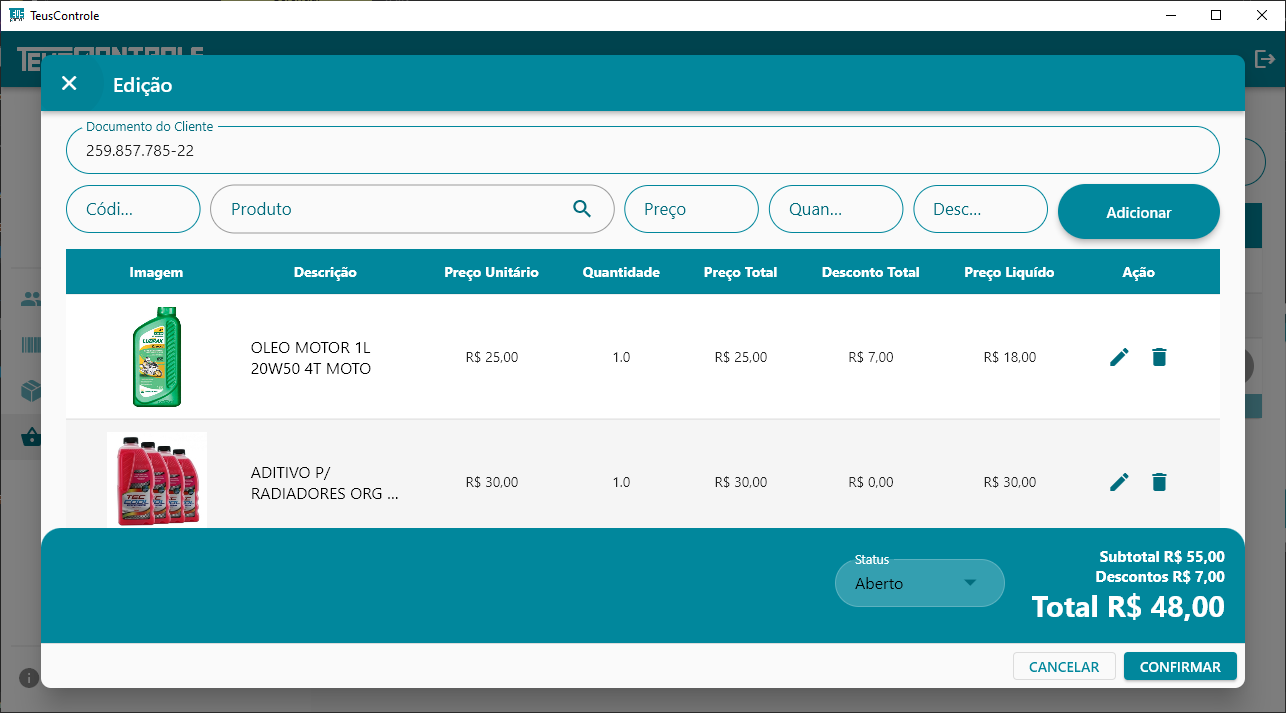 TeusControle
Edição
Documento do Cliente
259.857.785-22
Códi...
Produto
Preço
Quan...
Desc...
Adicionar
Imagem Descrição Preço Unitário Quantidade Preço Total Desconto Total Preço Liquído Ação
OLEO MOTOR 1L
20W50 4T MOTO
R$ 25,00 1.0 R$ 25,00 R$ 7,00 R$ 18,00
ADITIVO P/
RADIADORES ORG ...
R$ 30,00 1.0 R$ 30,00 R$ 0,00 R$ 30,00
Status
Aberto
Subtotal R$ 55,00
Descontos R$ 7,00
Total R$ 48,00
CANCELAR CONFIRMAR